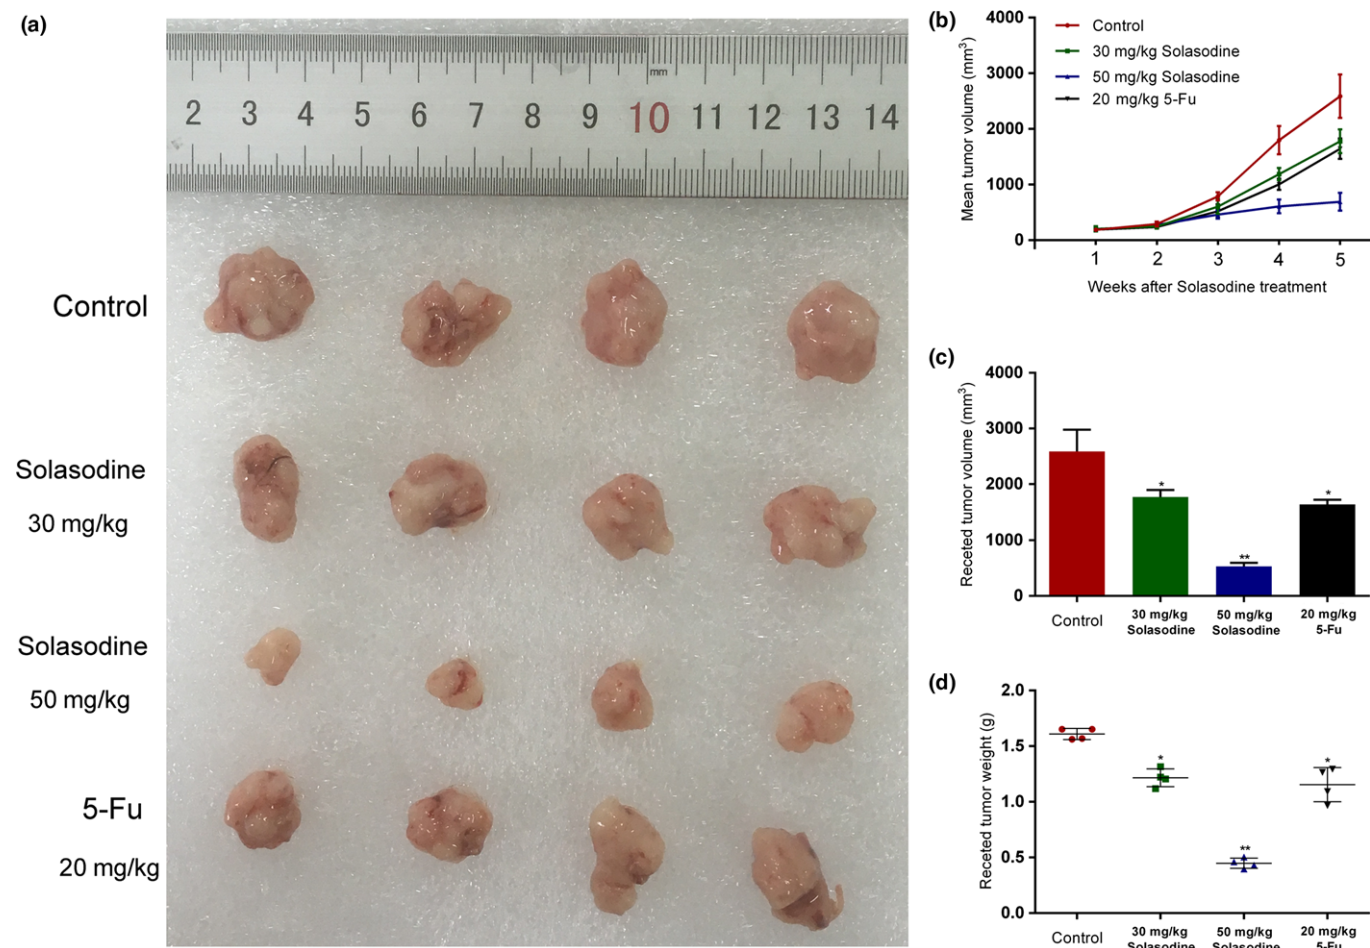 (a)
mm
2 3 4 5 6 7 8 9 10 11 12 13 14
Control
Solasodine
30 mg/kg
Solasodine
50 mg/kg
5-Fu
20 mg/kg
(b)
Mean tumor volume (mm³)
4000
3000
2000
1000
0
Control
30 mg/kg Solasodine
50 mg/kg Solasodine
20 mg/kg 5-Fu
1 2 3 4 5
Weeks after Solasodine treatment
(c)
Receted tumor volume (mm³)
4000
3000
2000
1000
0
* ** *
Control 30 mg/kg 50 mg/kg 20 mg/kg
Solasodine Solasodine 5-Fu
(d)
Receted tumor weight (g)
2.0
1.5
1.0
0.5
0.0
* ** *
Control 30 mg/kg 50 mg/kg 20 mg/kg
Solasodine Solasodine 5-Fu